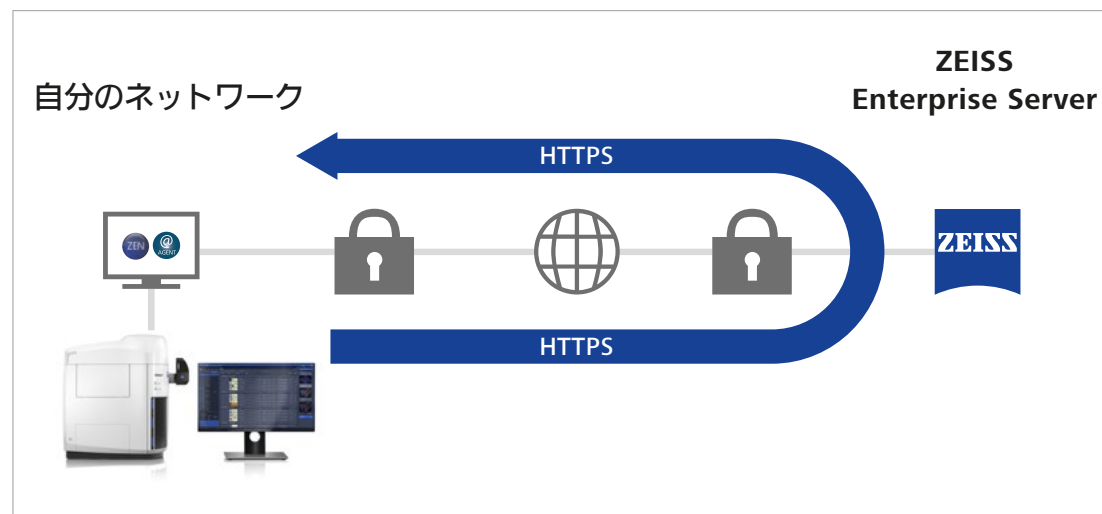 自分のネットワーク
ZEISS
Enterprise Server
HTTPS
ZEN
@
AGENT
ZEISS
HTTPS